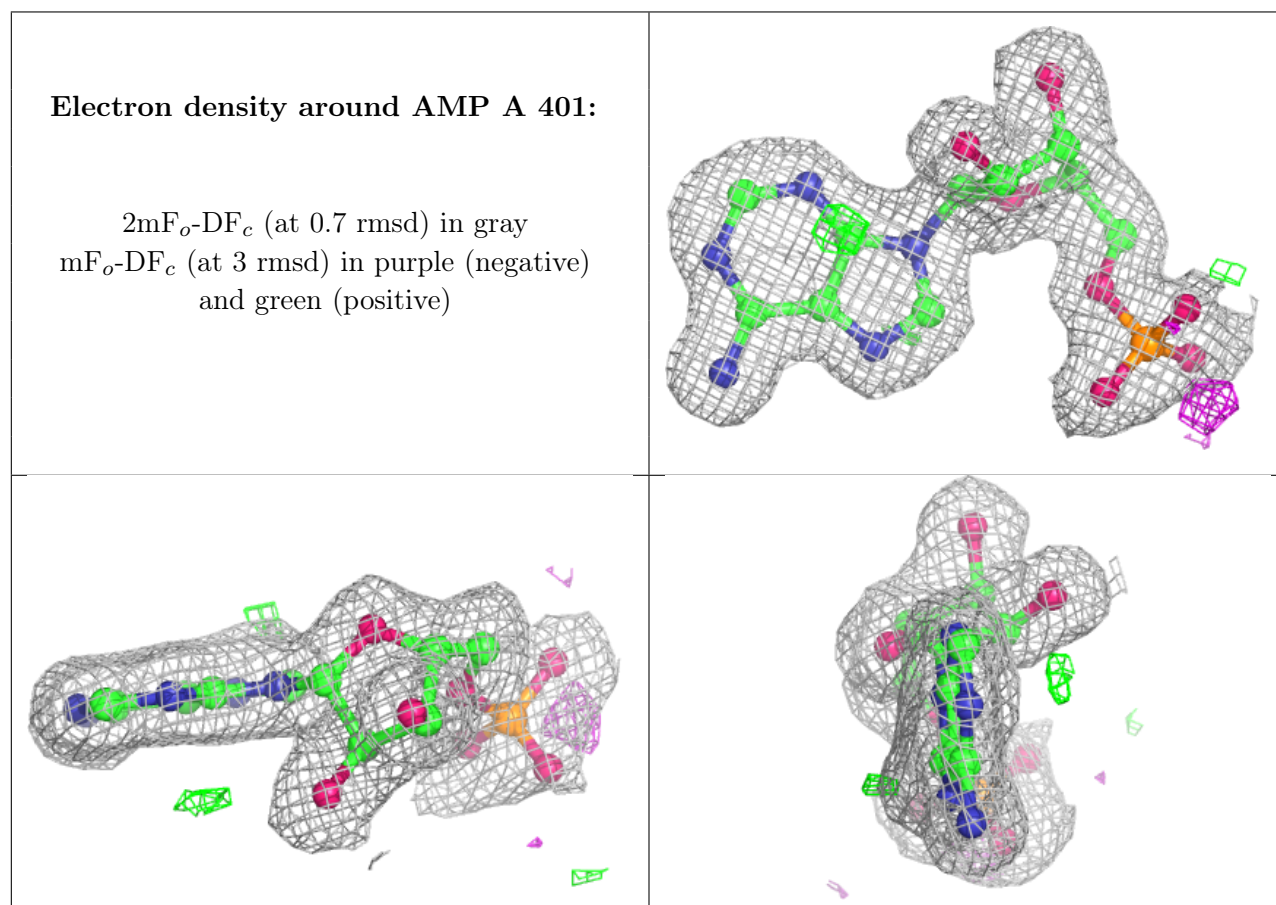 Electron density around AMP A 401:
2mFo-DFc (at 0.7 rmsd) in gray
mFo-DFc (at 3 rmsd) in purple (negative)
and green (positive)